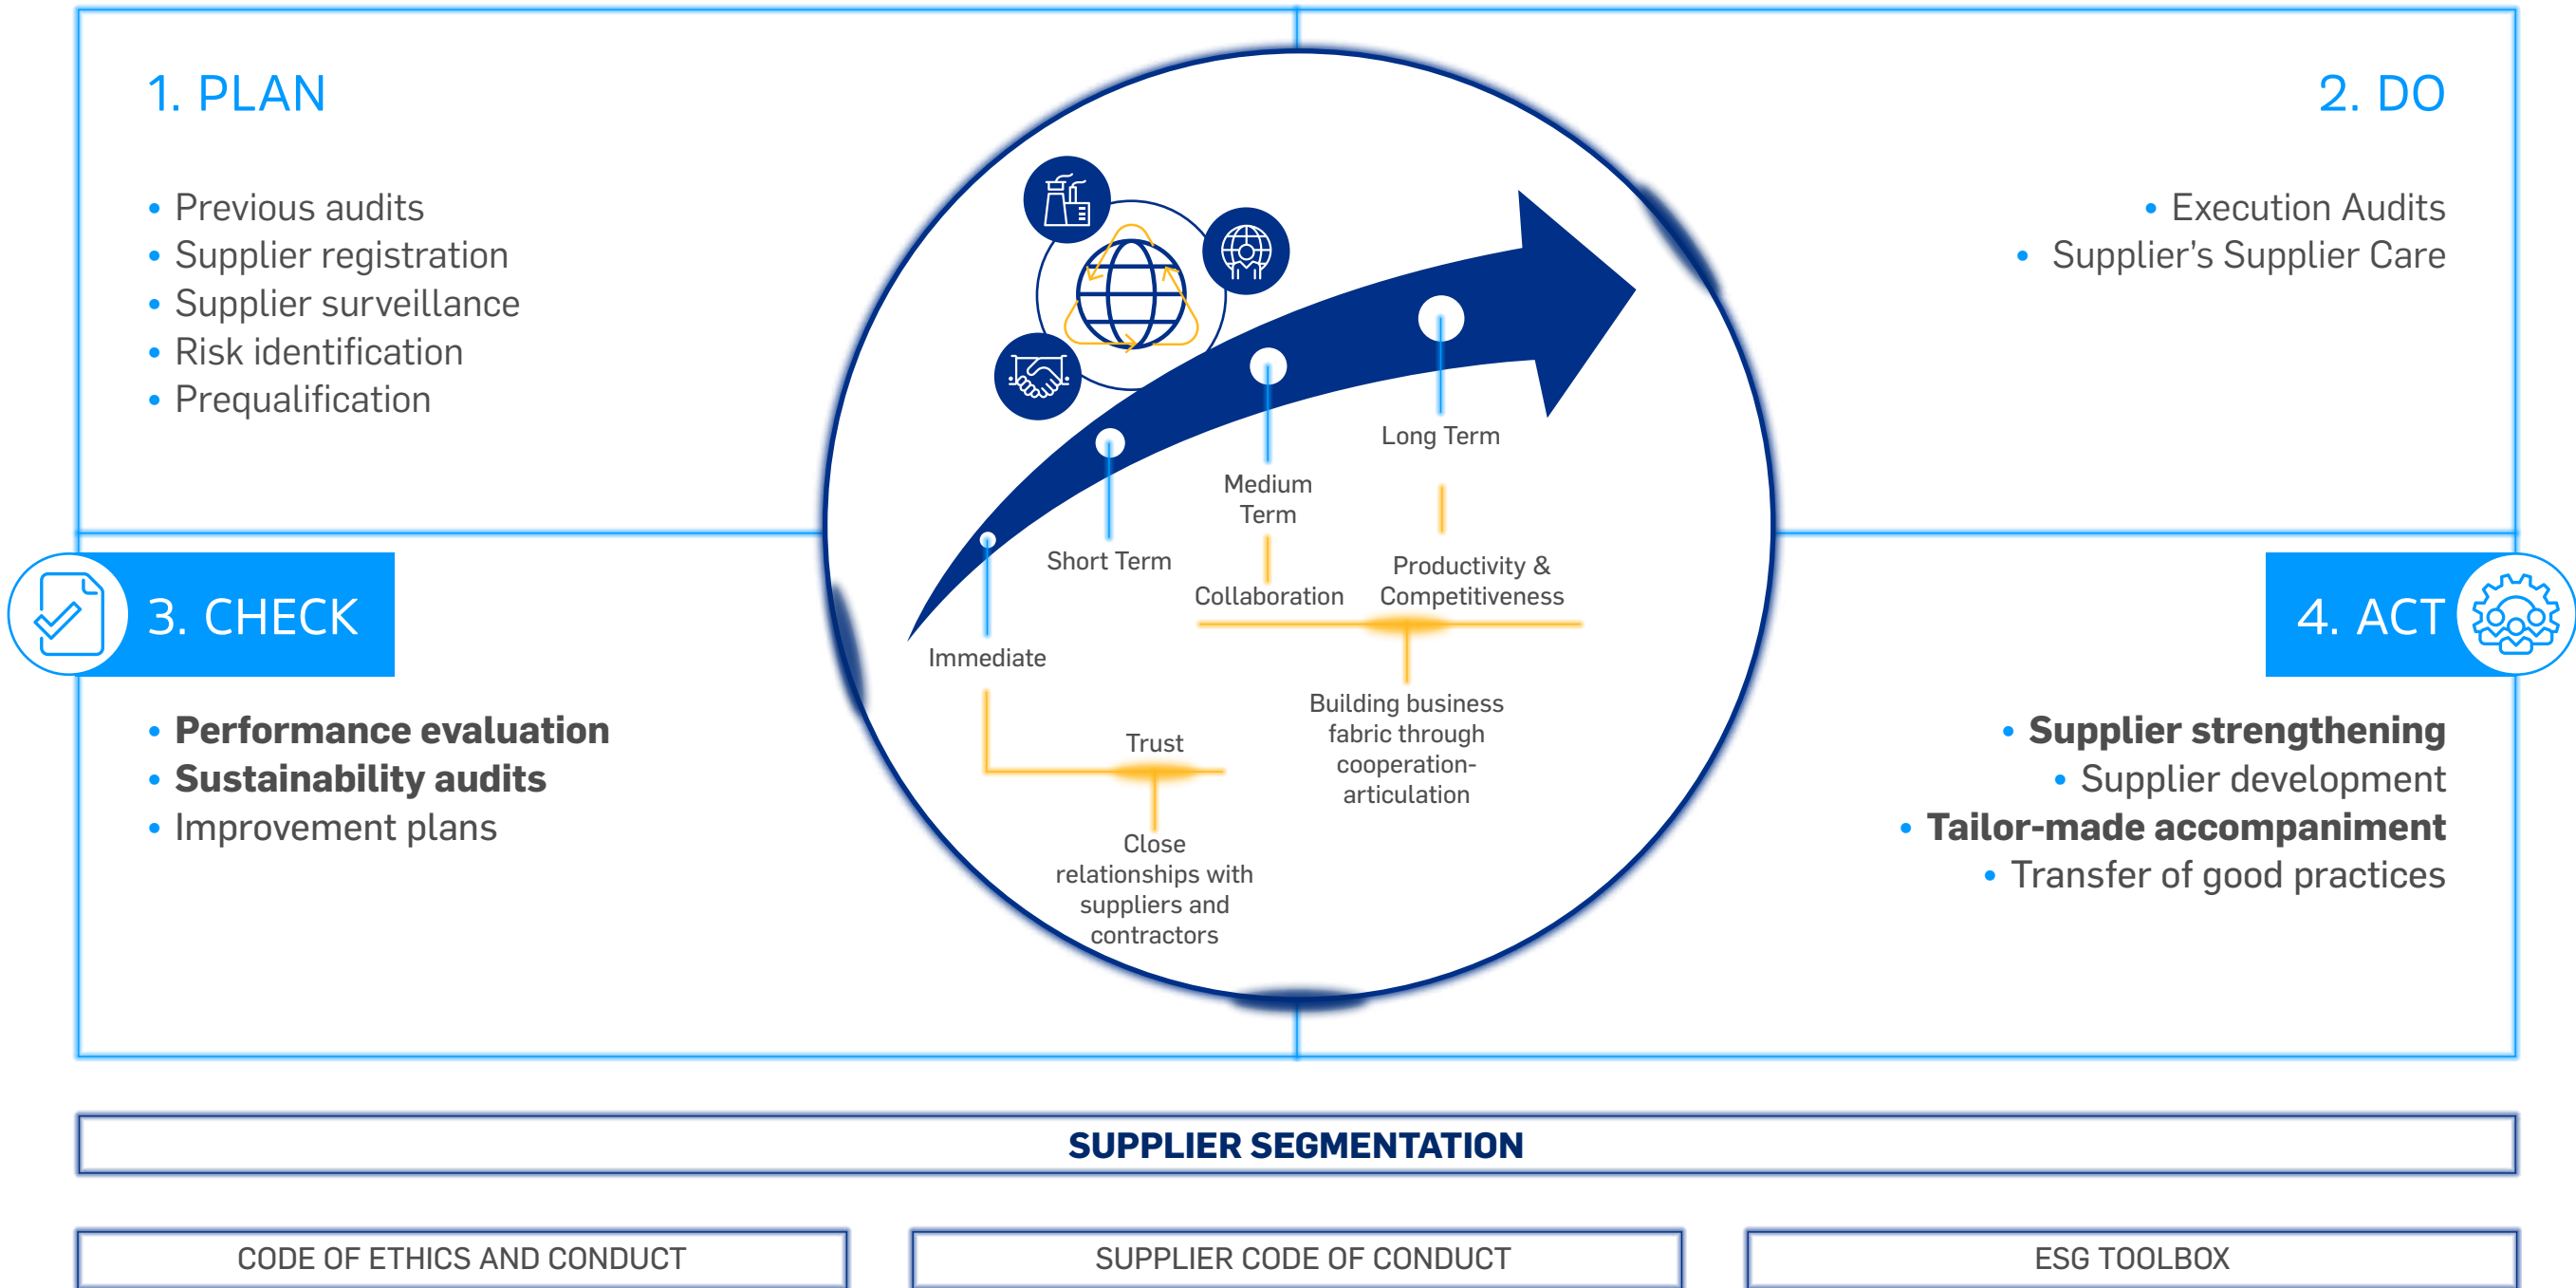 1. PLAN
• Previous audits
• Supplier registration
• Supplier surveillance
• Risk identification
• Prequalification
2. DO
• Execution Audits
• Supplier’s Supplier Care
Long Term
Medium
Term
Short Term
Immediate
Collaboration
Productivity &
Competitiveness
Trust
Building business
fabric through
cooperation-
articulation
Close
relationships with
suppliers and
contractors
3. CHECK
• Performance evaluation
• Sustainability audits
• Improvement plans
4. ACT
• Supplier strengthening
• Supplier development
• Tailor-made accompaniment
• Transfer of good practices
SUPPLIER SEGMENTATION
CODE OF ETHICS AND CONDUCT
SUPPLIER CODE OF CONDUCT
ESG TOOLBOX